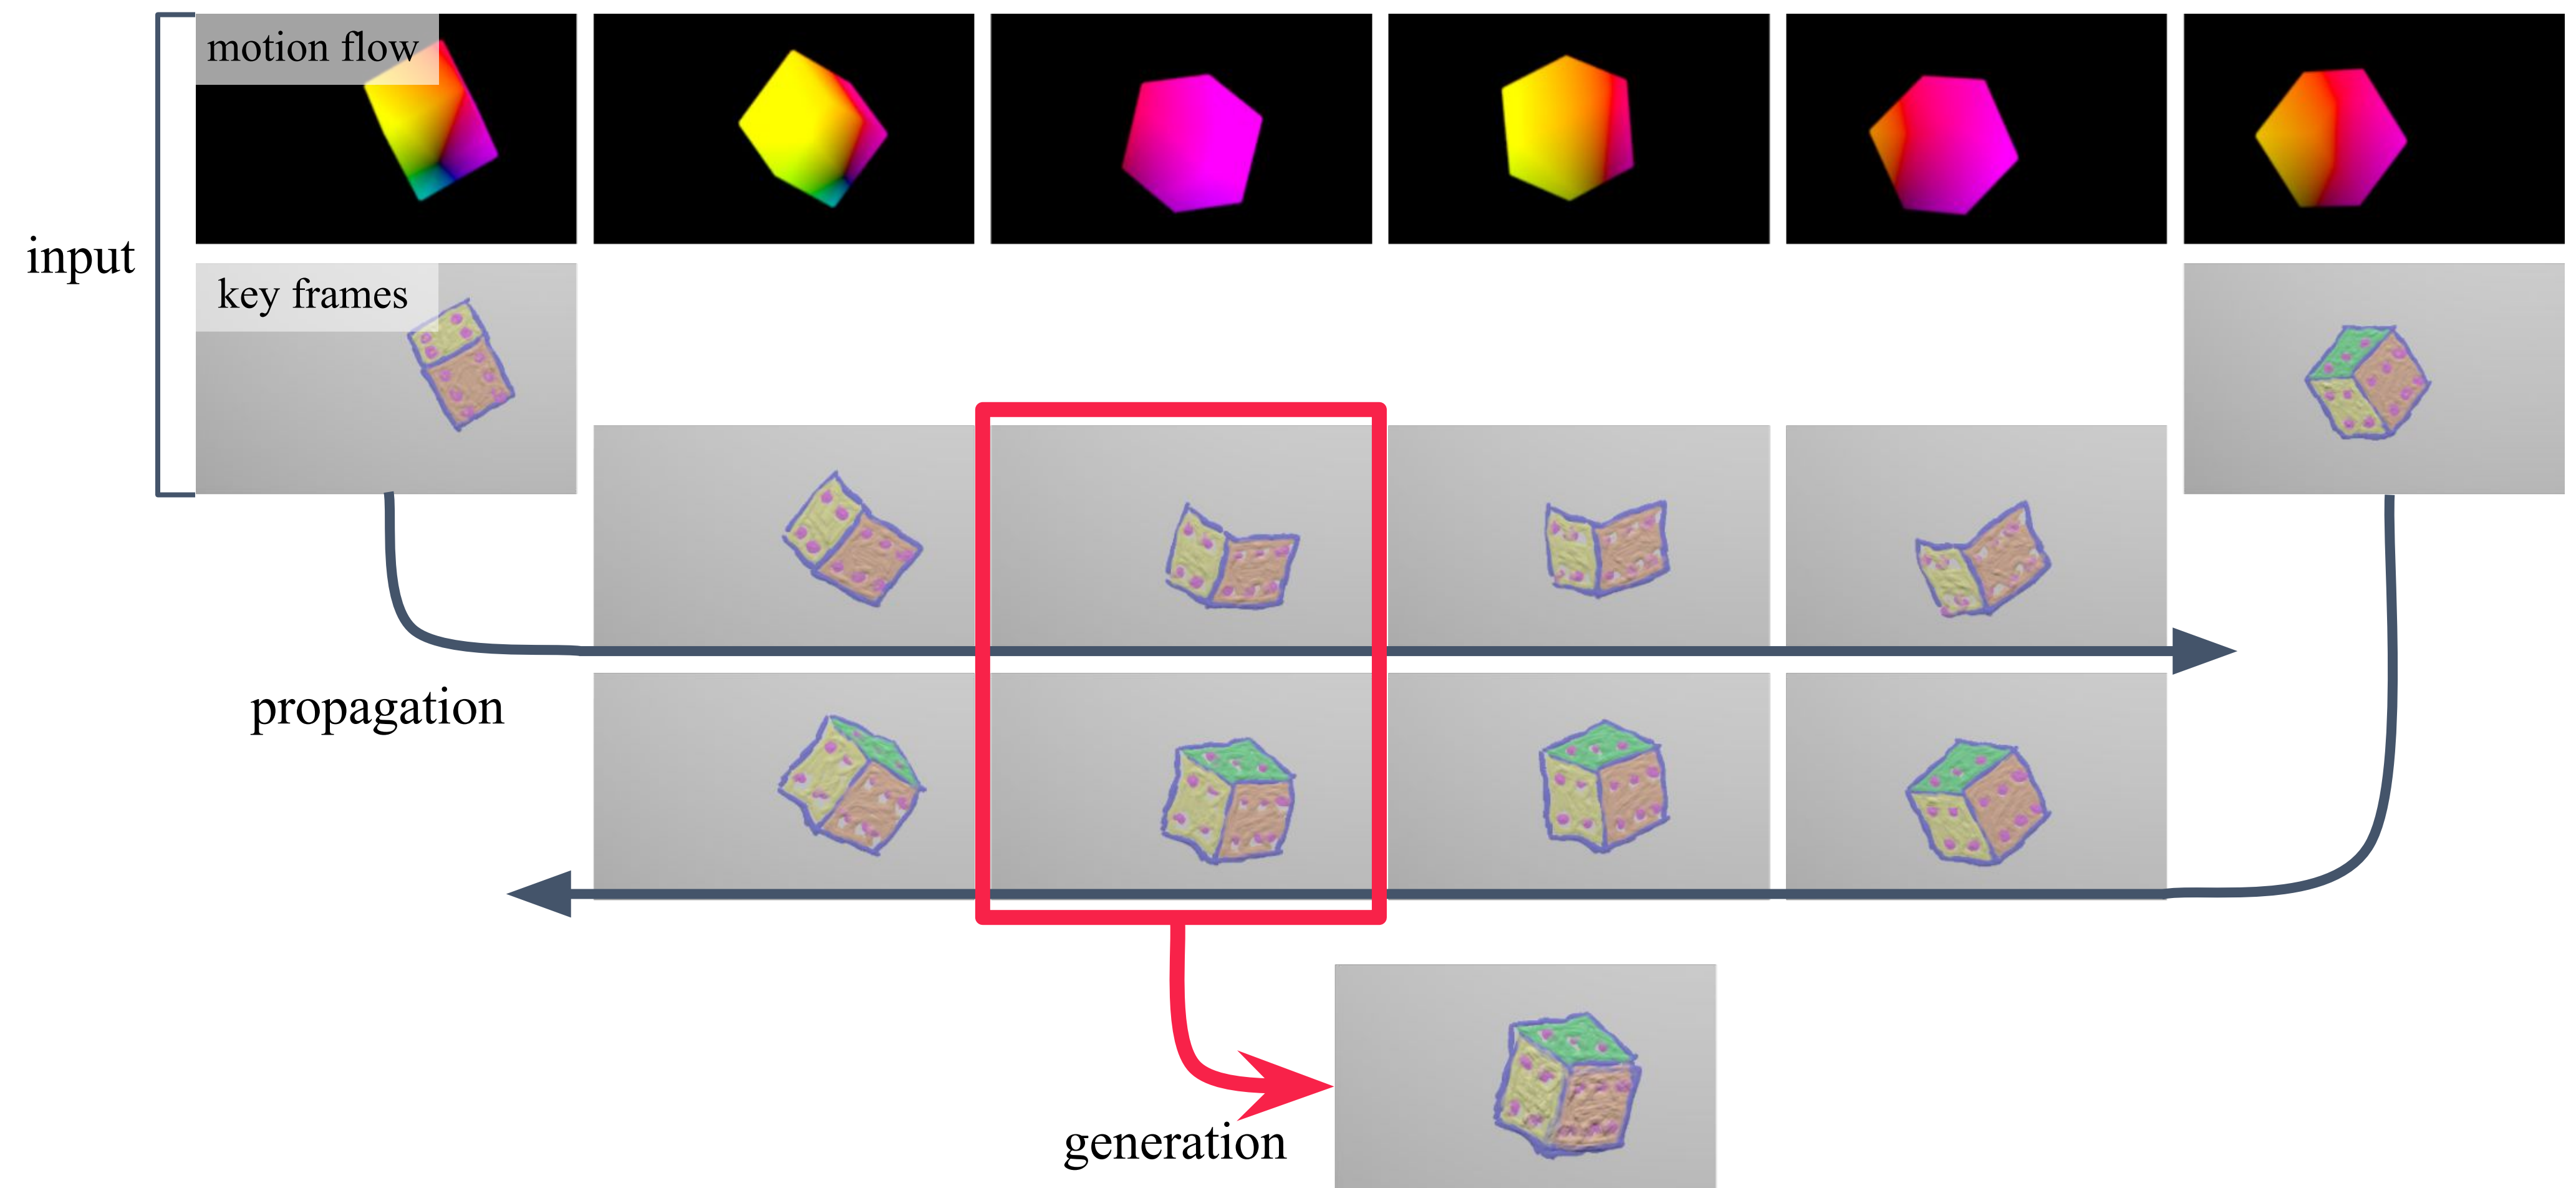 motion flow
input
key frames
propagation
generation